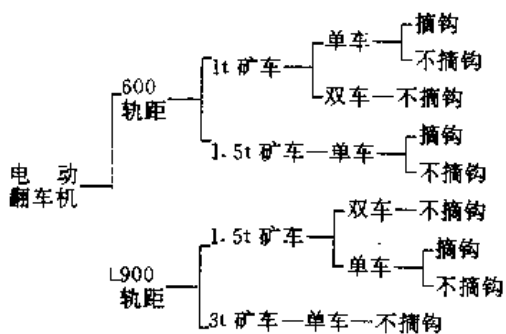 摘钩
单车
不摘钩
600
轨距
1t 矿车
双车
不摘钩
摘钩
1.5t 矿车
单车
不摘钩
电 动
翻车机
双车
不摘钩
1.5t 矿车
摘钩
单车
不摘钩
900
轨距
3t 矿车
单车
不摘钩